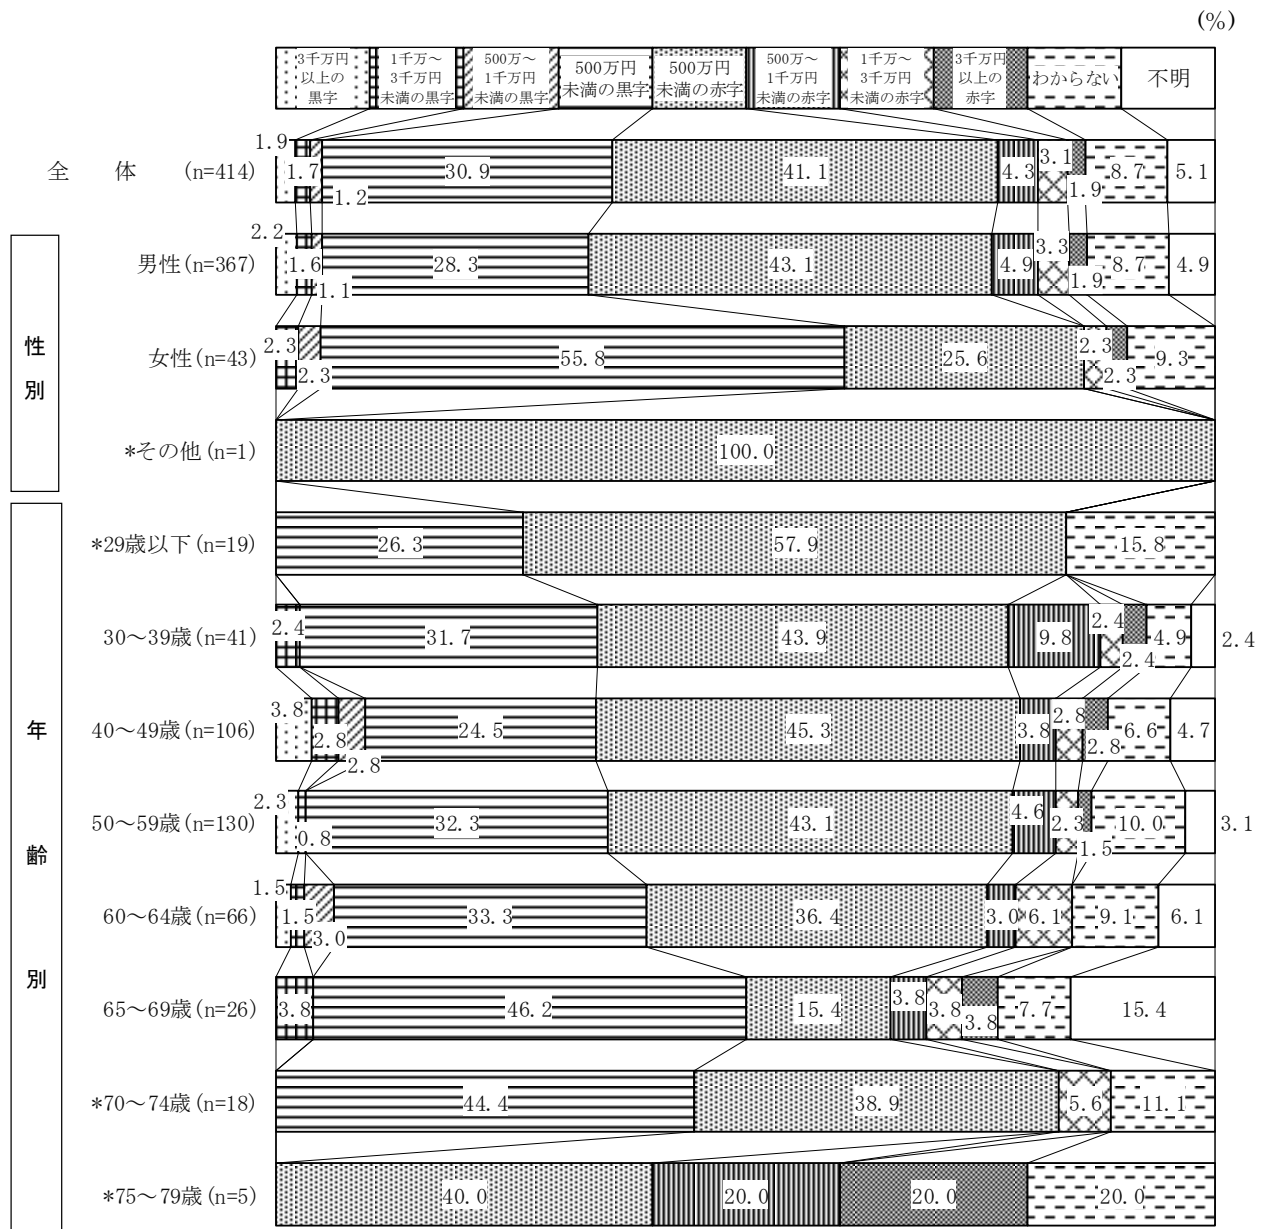 (%)
3千万円以上の黒字
1千万～3千万円未満の黒字
500万～1千万円未満の黒字
500万円未満の黒字
500万円未満の赤字
500万～1千万円未満の赤字
1千万～3千万円未満の赤字
3千万円以上の赤字
わからない
不明
全 体 (n=414) 1.9 1.7 1.2 30.9 41.1 4.3 3.1 1.9 8.7 5.1
性別
男性(n=367) 2.2 1.6 1.1 28.3 43.1 4.9 3.3 1.9 8.7 4.9
女性(n=43) 2.3 2.3 55.8 25.6 2.3 2.3 9.3
*その他(n=1) 100.0
年齢別
*29歳以下(n=19) 26.3 57.9 15.8
30～39歳(n=41) 2.4 31.7 43.9 9.8 2.4 2.4 4.9 2.4
40～49歳(n=106) 3.8 2.8 2.8 24.5 45.3 3.8 2.8 2.8 6.6 4.7
50～59歳(n=130) 2.3 0.8 32.3 43.1 4.6 2.3 1.5 10.0 3.1
60～64歳(n=66) 1.5 1.5 3.0 33.3 36.4 3.0 6.1 9.1 6.1
65～69歳(n=26) 3.8 46.2 15.4 3.8 3.8 3.8 7.7 15.4
*70～74歳(n=18) 44.4 38.9 5.6 11.1
*75～79歳(n=5) 40.0 20.0 20.0 20.0